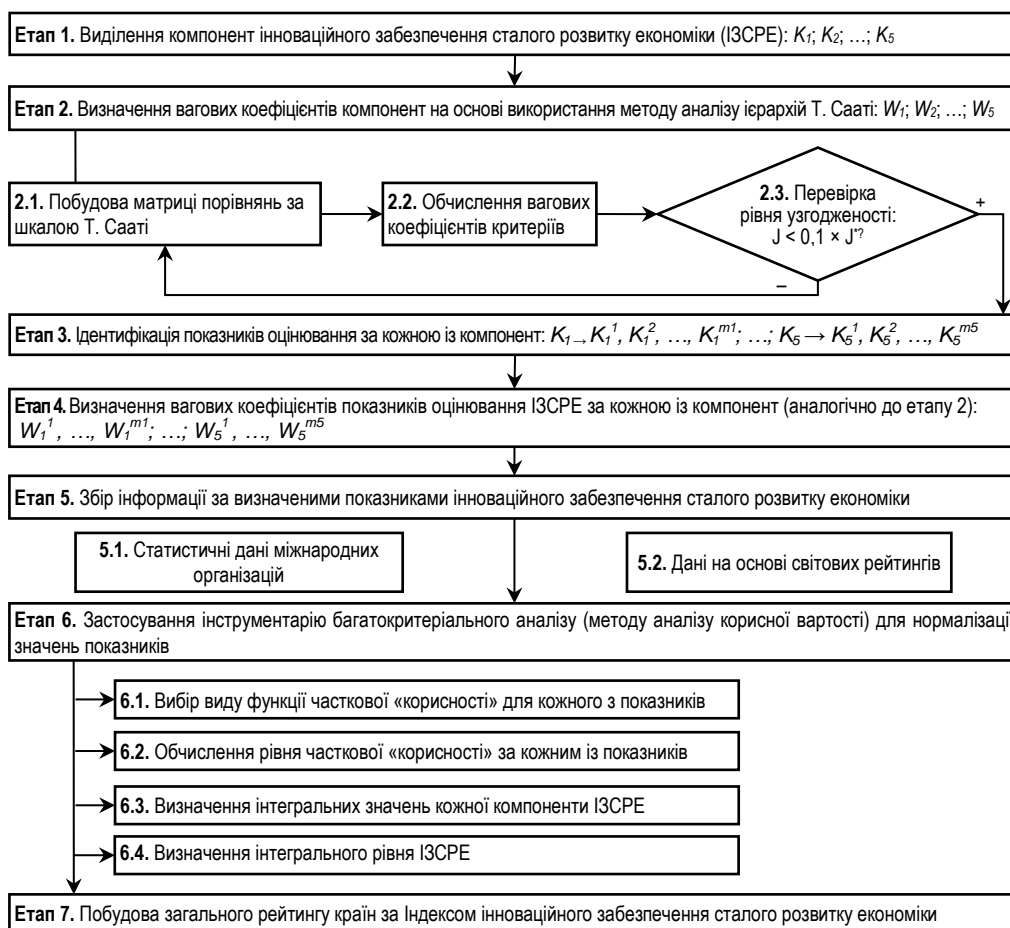 Етап 1. Виділення компонент інноваційного забезпечення сталого розвитку економіки (ІЗСРЕ): K₁; K₂; …; K₅
Етап 2. Визначення вагових коефіцієнтів компонент на основі використання методу аналізу ієрархій Т. Сааті: W₁; W₂; …; W₅
2.1. Побудова матриці порівнянь за
шкалою Т. Сааті
2.2. Обчислення вагових
коефіцієнтів критеріїв
2.3. Перевірка
рівня узгодженості:
J < 0,1 × J*?
+
–
Етап 3. Ідентифікація показників оцінювання за кожною із компонент: K₁→ K₁¹, K₁², …, K₁ᵐ¹; …; K₅ → K₅¹, K₅², …, K₅ᵐ⁵
Етап 4. Визначення вагових коефіцієнтів показників оцінювання ІЗСРЕ за кожною із компонент (аналогічно до етапу 2):
W₁¹, …, W₁ᵐ¹; …; W₅¹, …, W₅ᵐ⁵
Етап 5. Збір інформації за визначеними показниками інноваційного забезпечення сталого розвитку економіки
5.1. Статистичні дані міжнародних
організацій
5.2. Дані на основі світових рейтингів
Етап 6. Застосування інструментарію багатокритеріального аналізу (методу аналізу корисної вартості) для нормалізації
значень показників
6.1. Вибір виду функції часткової «корисності» для кожного з показників
6.2. Обчислення рівня часткової «корисності» за кожним із показників
6.3. Визначення інтегральних значень кожної компоненти ІЗСРЕ
6.4. Визначення інтегрального рівня ІЗСРЕ
Етап 7. Побудова загального рейтингу країн за Індексом інноваційного забезпечення сталого розвитку економіки